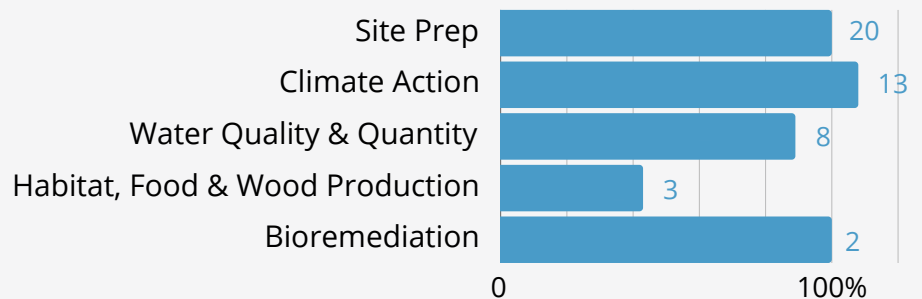 Site Prep 20
Climate Action 13
Water Quality & Quantity 8
Habitat, Food & Wood Production 3
Bioremediation 2
0 100%